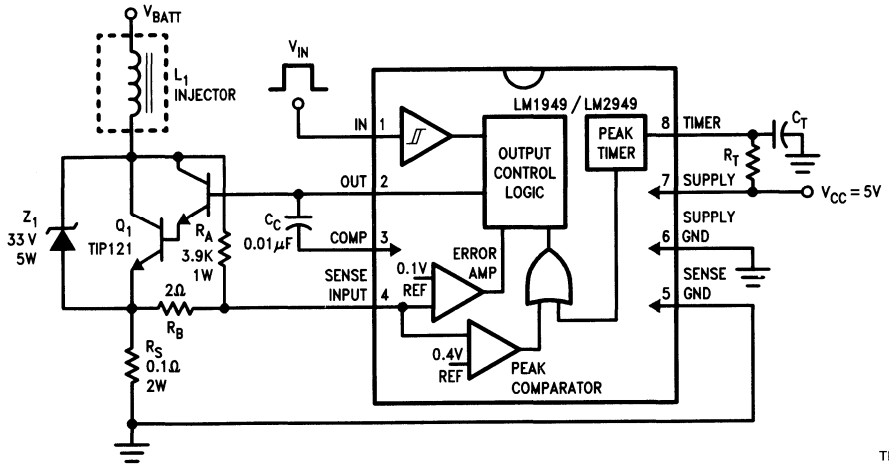 V_BATT
L₁
INJECTOR
V_IN
LM1949 / LM2949
IN 1
OUT 2
COMP 3
SENSE
INPUT 4
OUTPUT
CONTROL
LOGIC
PEAK
TIMER
8 TIMER
7
SUPPLY
SUPPLY
6 GND
SENSE
5 GND
C_T
R_T
V_CC = 5V
Z₁
33 V
5W
Q₁
TIP121
R_A
3.9K
1W
C_C
0.01μF
2Ω
R_B
R_S
0.1Ω
2W
0.1V
REF
ERROR
AMP
0.4V
REF
PEAK
COMPARATOR